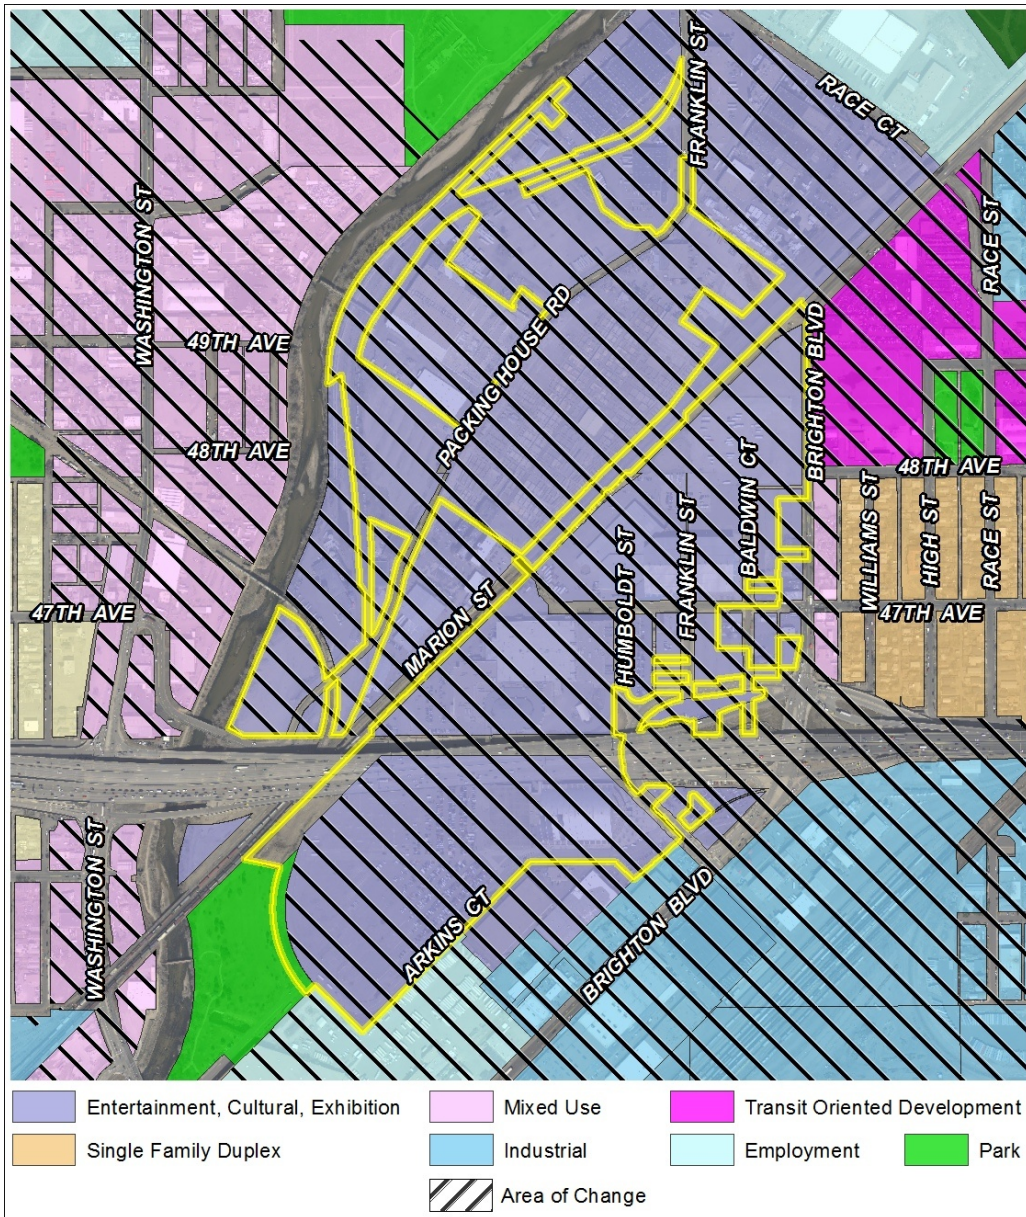 FRANKLIN ST
RACE CT
WASHINGTON ST
RACE ST
49TH AVE
PACKING HOUSE RD
BRIGHTON BLVD
48TH AVE
BALDWIN CT
48TH AVE
FRANKLIN ST
WILLIAMS ST
HIGH ST
RACE ST
HUMBOLDT ST
47TH AVE
MARION ST
47TH AVE
WASHINGTON ST
ARKINS CT
BRIGHTON BLVD
Entertainment, Cultural, Exhibition
Mixed Use
Transit Oriented Development
Single Family Duplex
Industrial
Employment
Park
Area of Change